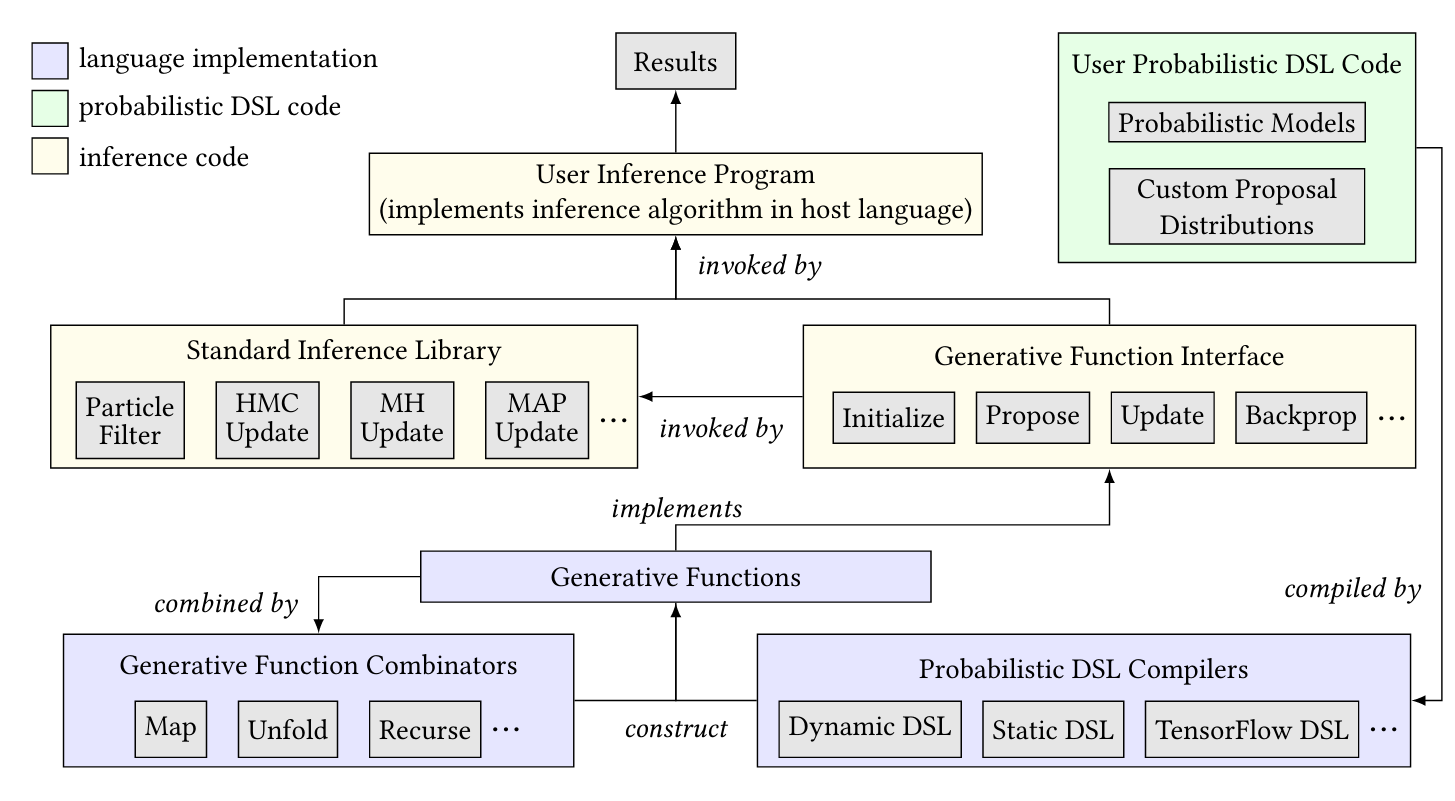 language implementation
probabilistic DSL code
inference code
Results
User Probabilistic DSL Code
Probabilistic Models
Custom Proposal
Distributions
User Inference Program
(implements inference algorithm in host language)
invoked by
Standard Inference Library
Particle
Filter
HMC
Update
MH
Update
MAP
Update
...
invoked by
Generative Function Interface
Initialize
Propose
Update
Backprop
...
implements
Generative Functions
combined by
compiled by
Generative Function Combinators
Map
Unfold
Recurse
...
construct
Probabilistic DSL Compilers
Dynamic DSL
Static DSL
TensorFlow DSL
...